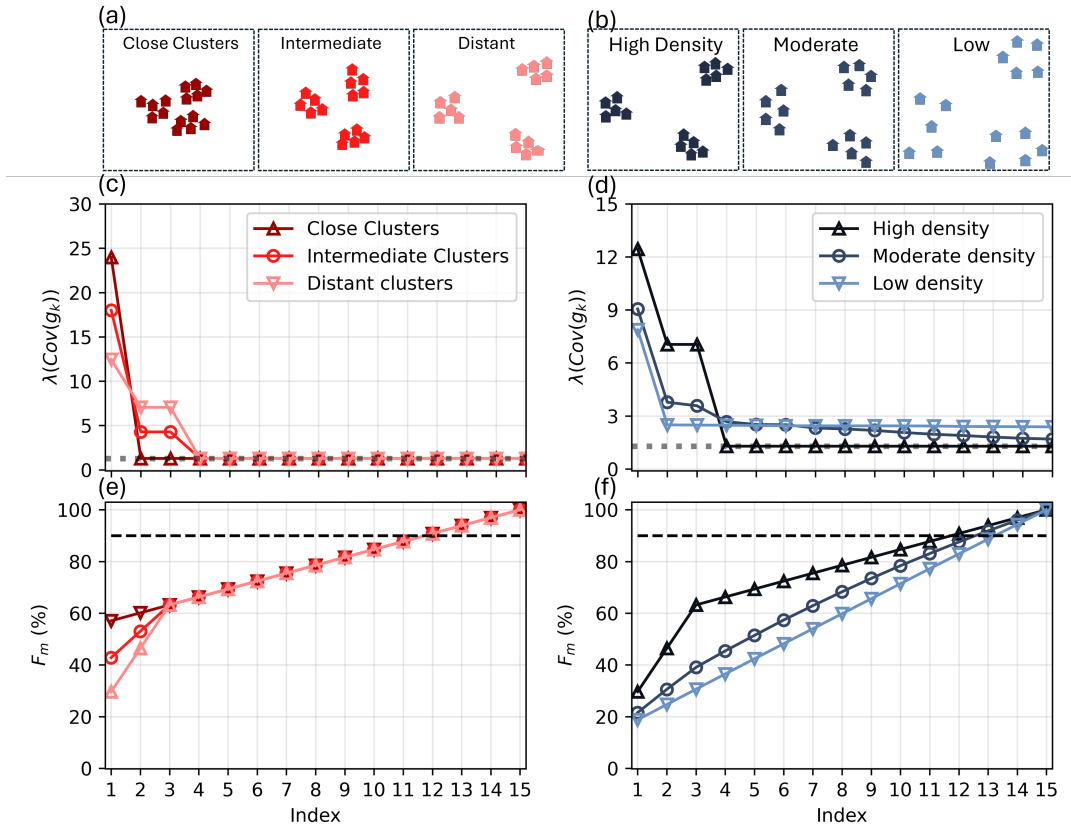 (a)
Close Clusters
Intermediate
Distant
(b)
High Density
Moderate
Low
(c)
30
25
20
15
10
5
0
λ(Cov(gₖ))
Close Clusters
Intermediate Clusters
Distant clusters
(d)
15
12
9
6
3
0
λ(Cov(gₖ))
High density
Moderate density
Low density
(e)
100
80
60
40
20
0
Fₘ (%)
1 2 3 4 5 6 7 8 9 10 11 12 13 14 15
Index
(f)
100
80
60
40
20
0
Fₘ (%)
1 2 3 4 5 6 7 8 9 10 11 12 13 14 15
Index